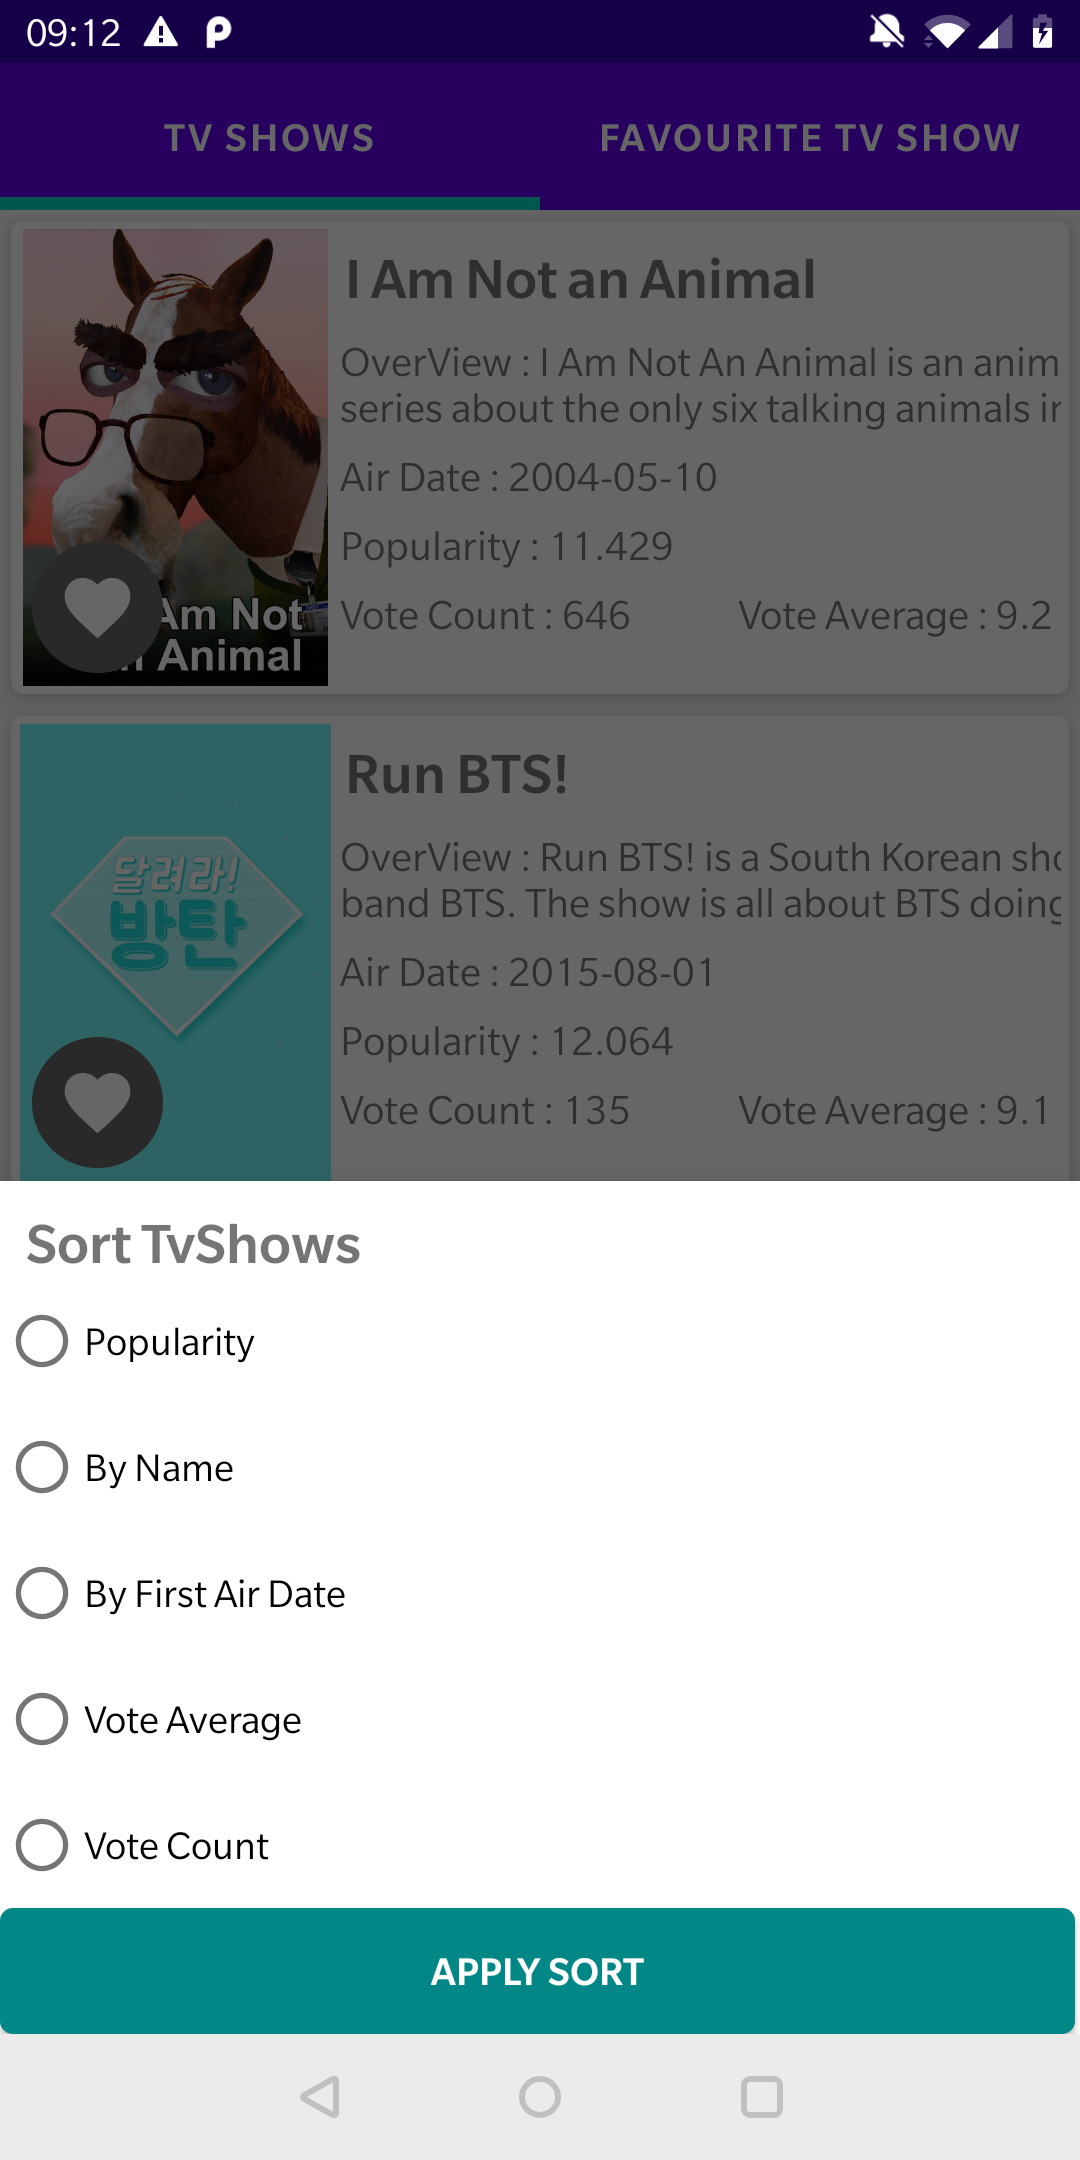 09:12
TV SHOWS
FAVOURITE TV SHOW
I Am Not an Animal
OverView : I Am Not An Animal is an anim
series about the only six talking animals in
Air Date : 2004-05-10
Popularity : 11.429
Vote Count : 646
Vote Average : 9.2
Am Not
Animal
Run BTS!
OverView : Run BTS! is a South Korean sho
band BTS. The show is all about BTS doing
Air Date : 2015-08-01
Popularity : 12.064
Vote Count : 135
Vote Average : 9.1
달려라!
방탄
Sort TvShows
Popularity
By Name
By First Air Date
Vote Average
Vote Count
APPLY SORT